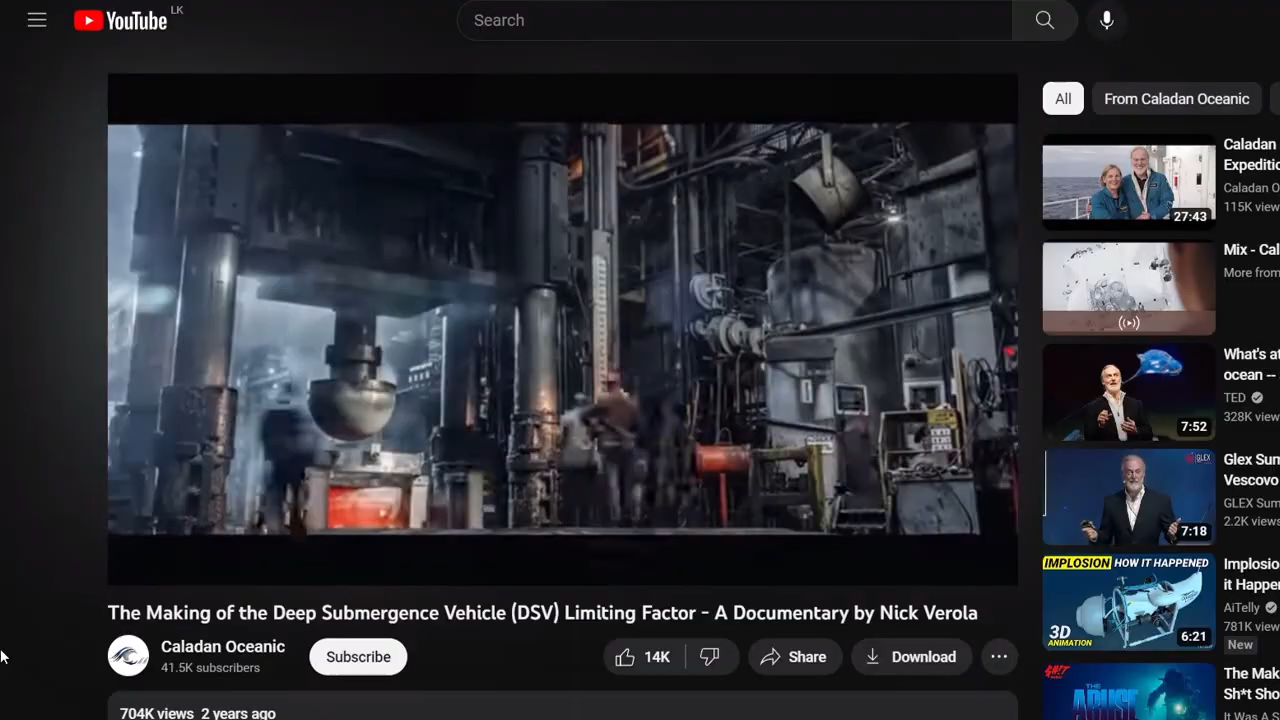 YouTube LK
Search
All
From Caladan Oceanic
The Making of the Deep Submergence Vehicle (DSV) Limiting Factor - A Documentary by Nick Verola
Caladan Oceanic
41.5K subscribers
Subscribe
14K
Share
Download
704K views 2 years ago
27:43
Caladan
Expeditio
Caladan O
115K view
Mix - Cal
More from
7:52
What's at
ocean --
TED
328K view
GLEX
7:18
Glex Sum
Vescovo
GLEX Sum
2.2K views
IMPLOSION HOW IT HAPPENED
3D
ANIMATION
6:21
Implosio
it Happe
AiTelly
781K view
New
THE
ABUSE
The Mak
Sh*t Sho
It Was A S